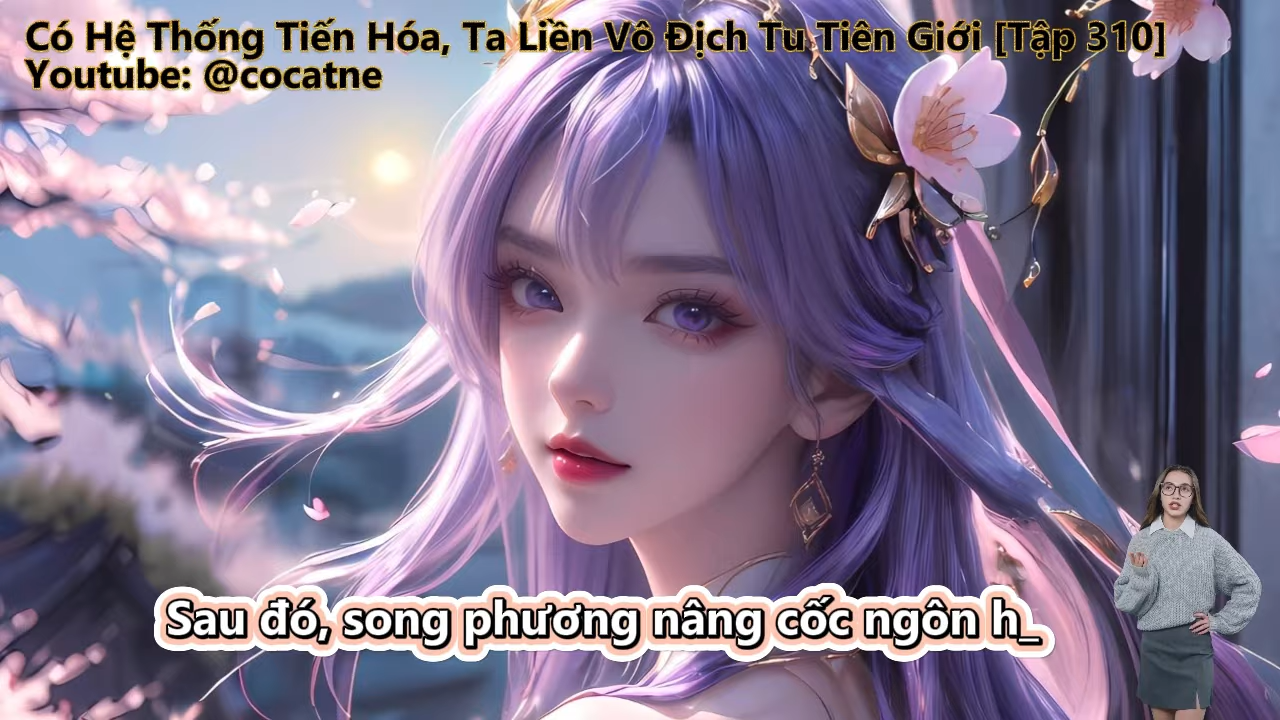 Có Hệ Thống Tiến Hóa, Ta Liền Vô Địch Tu Tiên Giới [Tập 310]
Youtube: @cocatne
Sau đó, song phương nâng cốc ngôn h_